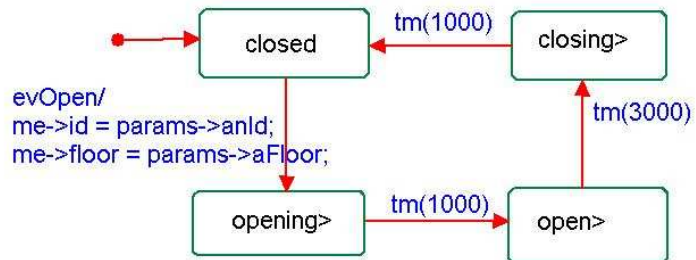 closed
tm(1000)
closing>
evOpen/
me->id = params->anId;
me->floor = params->aFloor;
tm(3000)
opening>
tm(1000)
open>